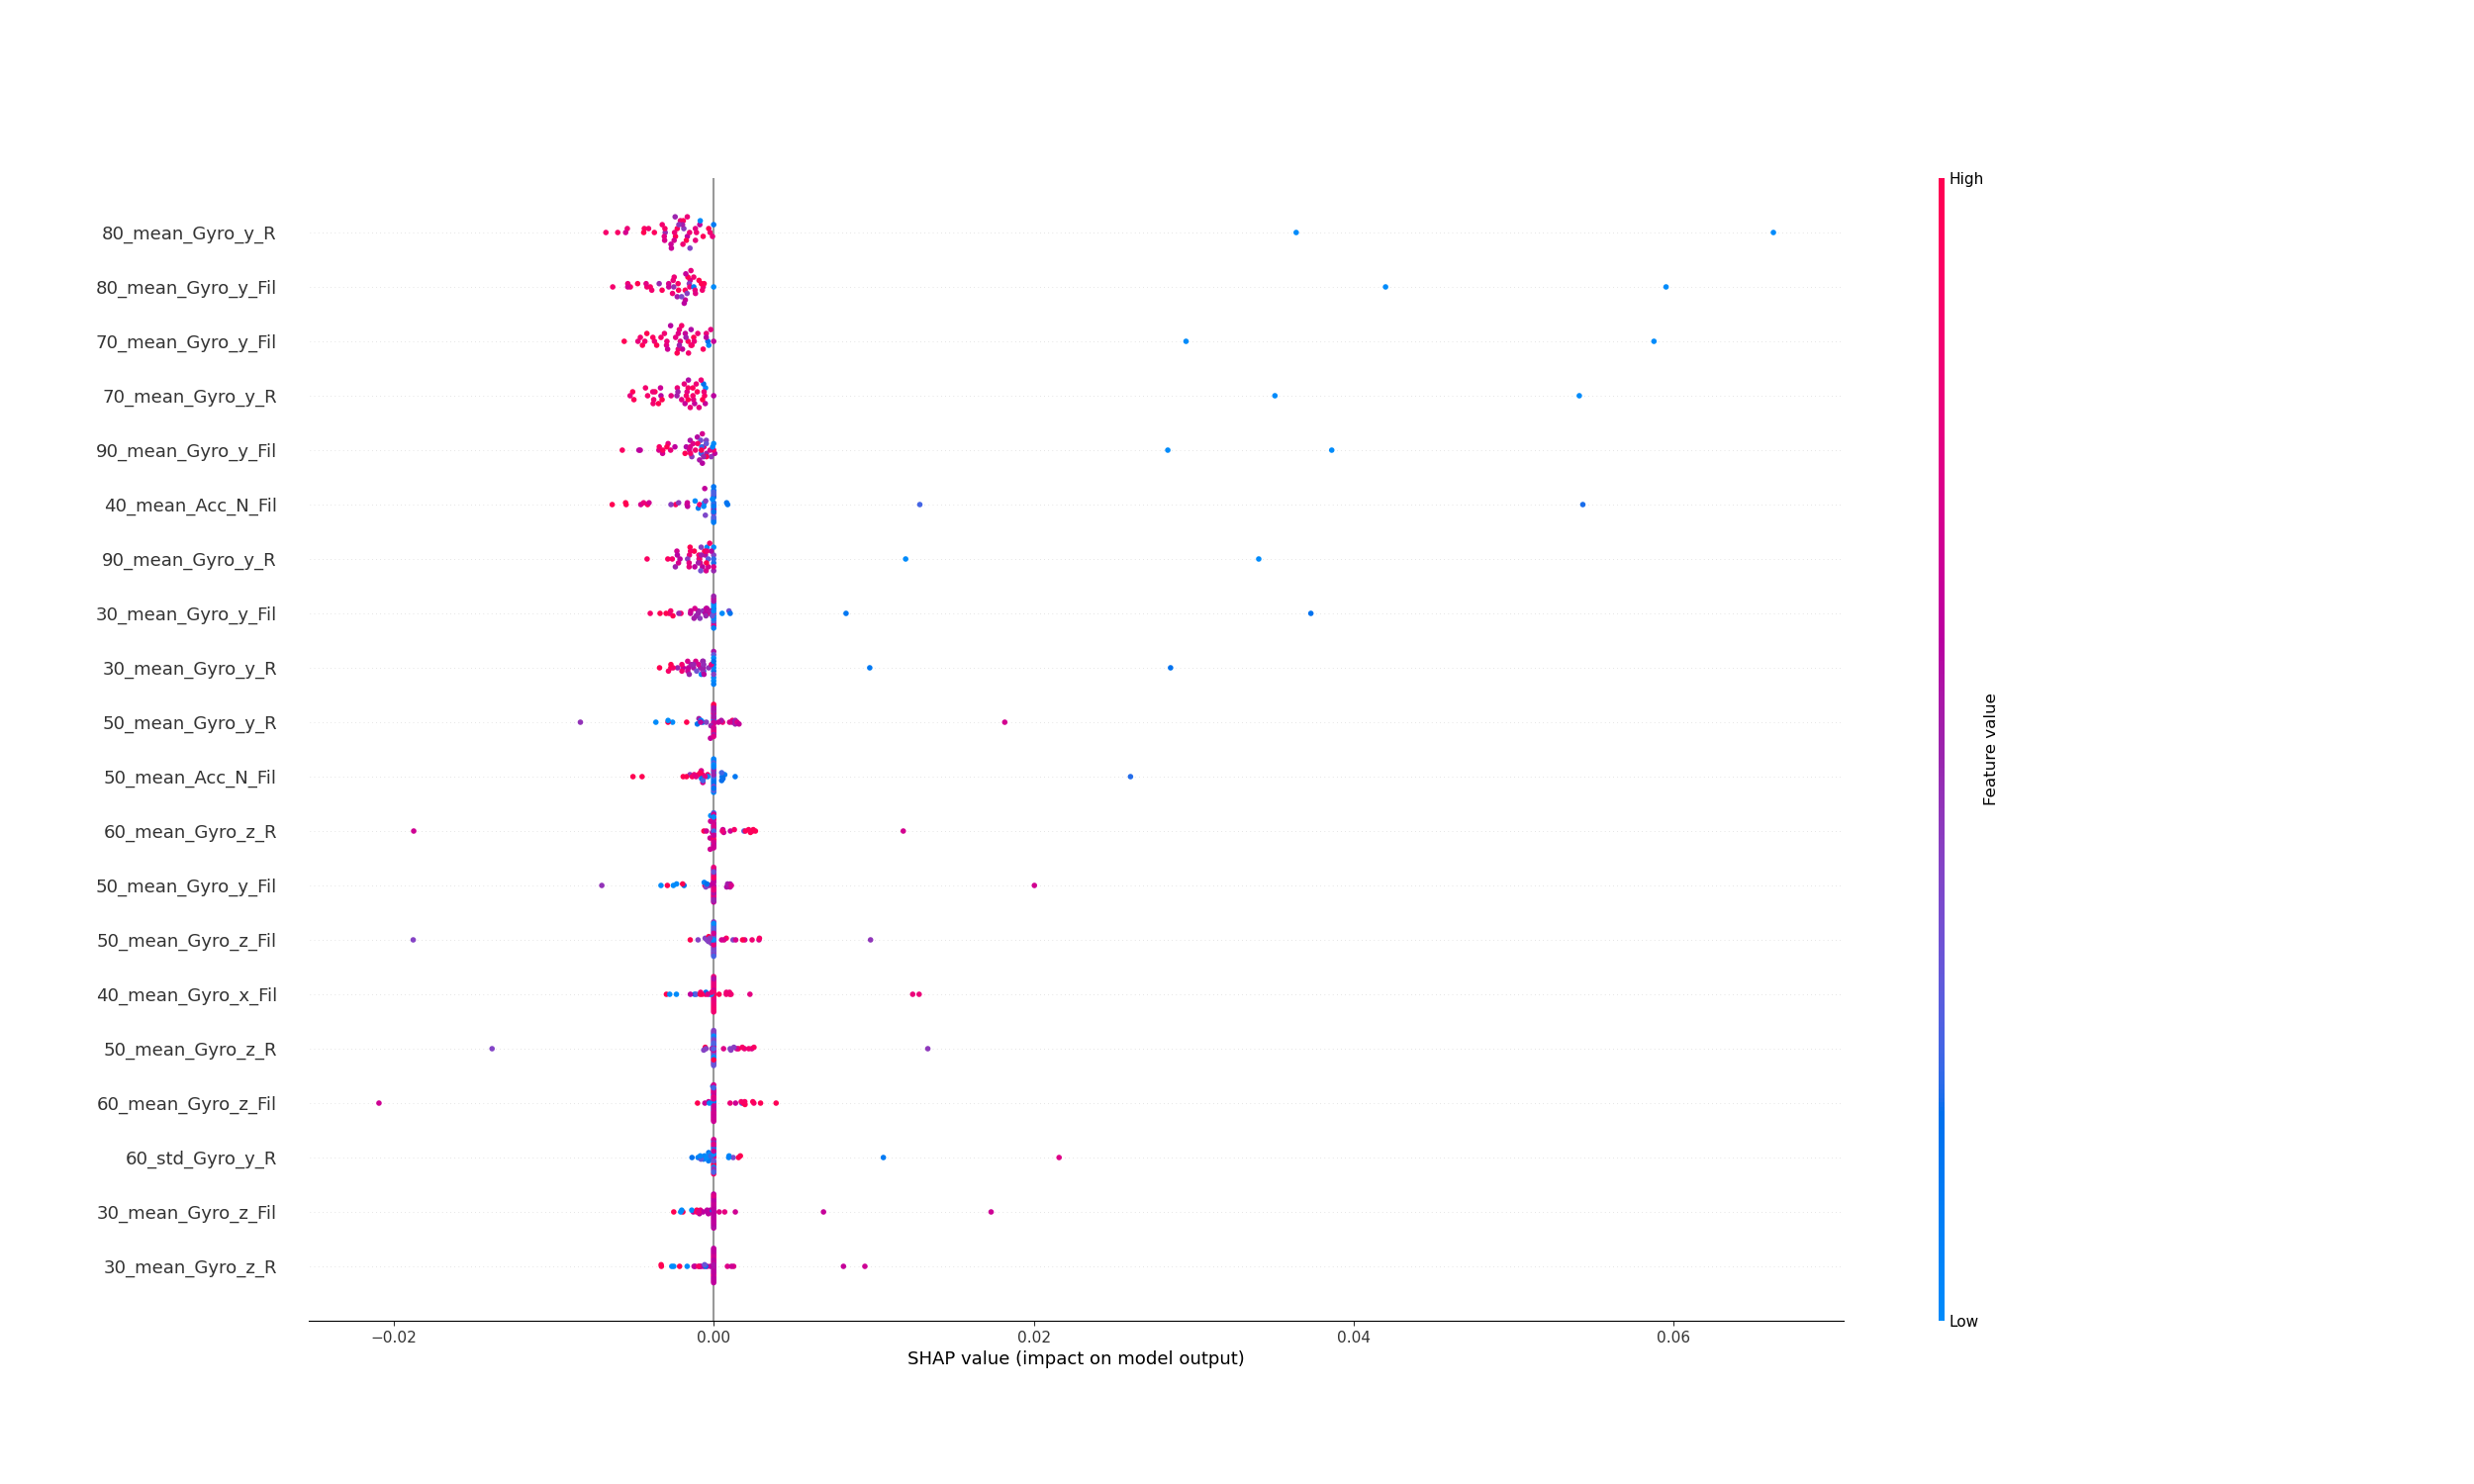 High
80_mean_Gyro_y_R
80_mean_Gyro_y_Fil
70_mean_Gyro_y_Fil
70_mean_Gyro_y_R
90_mean_Gyro_y_Fil
40_mean_Acc_N_Fil
90_mean_Gyro_y_R
30_mean_Gyro_y_Fil
30_mean_Gyro_y_R
50_mean_Gyro_y_R
50_mean_Acc_N_Fil
60_mean_Gyro_z_R
50_mean_Gyro_y_Fil
50_mean_Gyro_z_Fil
40_mean_Gyro_x_Fil
50_mean_Gyro_z_R
60_mean_Gyro_z_Fil
60_std_Gyro_y_R
30_mean_Gyro_z_Fil
30_mean_Gyro_z_R
Feature value
Low
−0.02 0.00 0.02 0.04 0.06
SHAP value (impact on model output)